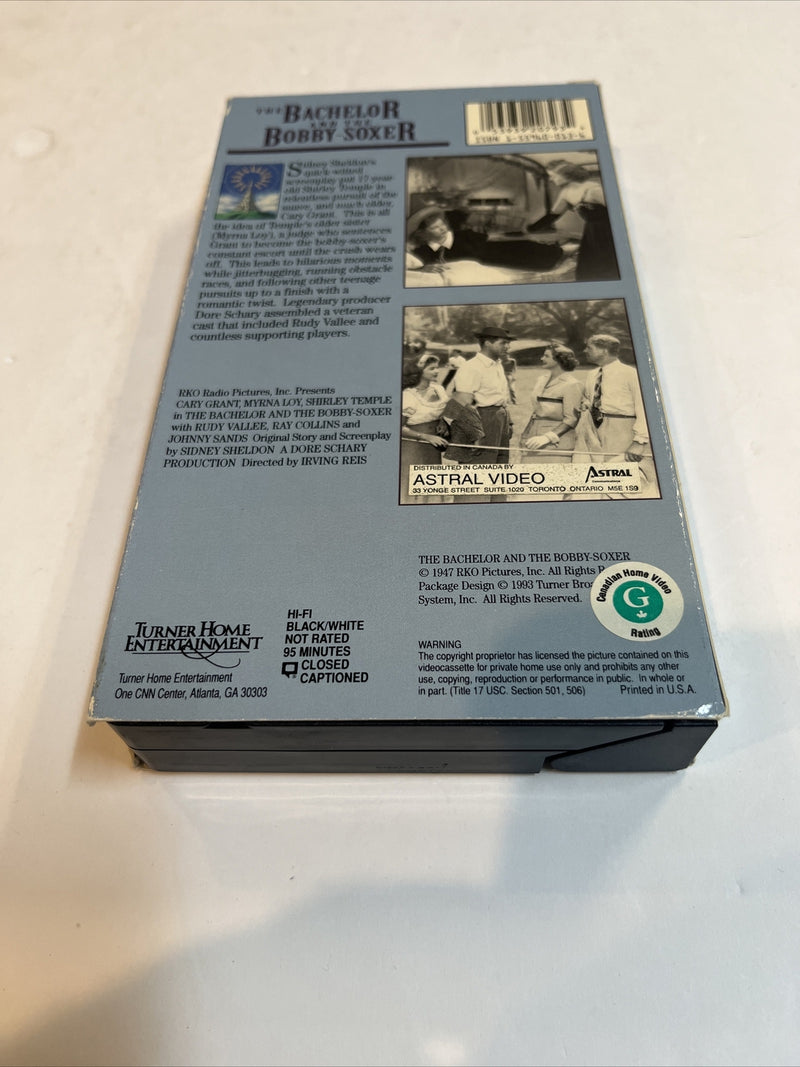 THE BACHELOR
AND THE
BOBBY-SOXER
Sidney Sheldon's
quick-witted
screenplay put 17-year-
old Shirley Temple in
relentless pursuit of the
suave, and much older,
Cary Grant. This is all
the idea of Temple's older sister
(Myrna Loy), a judge who sentences
Grant to become the bobby-soxer's
constant escort until the crush wears
off. This leads to hilarious moments
while jitterbugging, running obstacle
races, and following other teenage
pursuits up to a finish with a
romantic twist. Legendary producer
Dore Schary assembled a veteran
cast that included Rudy Vallee and
countless supporting players.
RKO Radio Pictures, Inc. Presents
CARY GRANT, MYRNA LOY, SHIRLEY TEMPLE
in THE BACHELOR AND THE BOBBY-SOXER
with RUDY VALLEE, RAY COLLINS and
JOHNNY SANDS Original Story and Screenplay
by SIDNEY SHELDON A DORE SCHARY
PRODUCTION Directed by IRVING REIS
ISBN
DISTRIBUTED IN CANADA BY
ASTRAL VIDEO
33 YONGE STREET SUITE 1020 TORONTO ONTARIO M5E 1S9
ASTRAL
Communications
THE BACHELOR AND THE BOBBY-SOXER
© 1947 RKO Pictures, Inc. All Rights R
Package Design © 1993 Turner Broa
System, Inc. All Rights Reserved.
Canadian Home Video
G
Rating
TURNER HOME
ENTERTAINMENT
Turner Home Entertainment
One CNN Center, Atlanta, GA 30303
HI-FI
BLACK/WHITE
NOT RATED
95 MINUTES
CLOSED
CAPTIONED
WARNING
The copyright proprietor has licensed the picture contained on this
videocassette for private home use only and prohibits any other
use, copying, reproduction or performance in public. In whole or
in part. (Title 17 USC. Section 501, 506)
Printed in U.S.A.